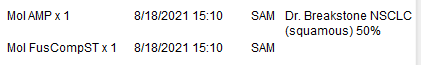 Mol AMP x 1 8/18/2021 15:10 SAM Dr. Breakstone NSCLC
(squamous) 50%
Mol FusCompST x 1 8/18/2021 15:10 SAM